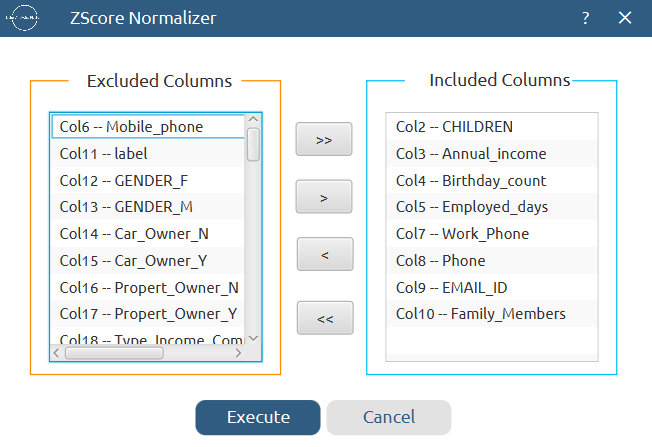 ZScore Normalizer
?
Excluded Columns
Col6 -- Mobile_phone
Col11 -- label
Col12 -- GENDER_F
Col13 -- GENDER_M
Col14 -- Car_Owner_N
Col15 -- Car_Owner_Y
Col16 -- Propert_Owner_N
Col17 -- Propert_Owner_Y
Col18 -- Type_Income_Com
>>
>
<
<<
Included Columns
Col2 -- CHILDREN
Col3 -- Annual_income
Col4 -- Birthday_count
Col5 -- Employed_days
Col7 -- Work_Phone
Col8 -- Phone
Col9 -- EMAIL_ID
Col10 -- Family_Members
Execute
Cancel